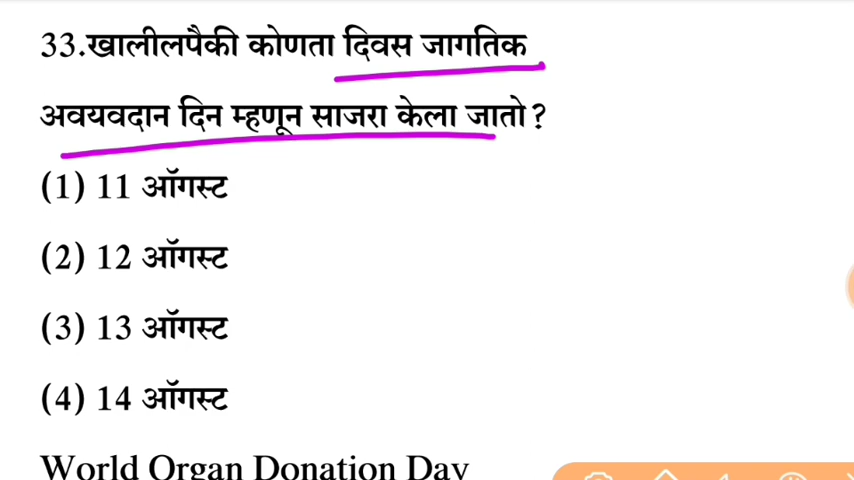 33.खालीलपैकी कोणता दिवस जागतिक
अवयवदान दिन म्हणून साजरा केला जातो?
(1) 11 ऑगस्ट
(2) 12 ऑगस्ट
(3) 13 ऑगस्ट
(4) 14 ऑगस्ट
World Organ Donation Day